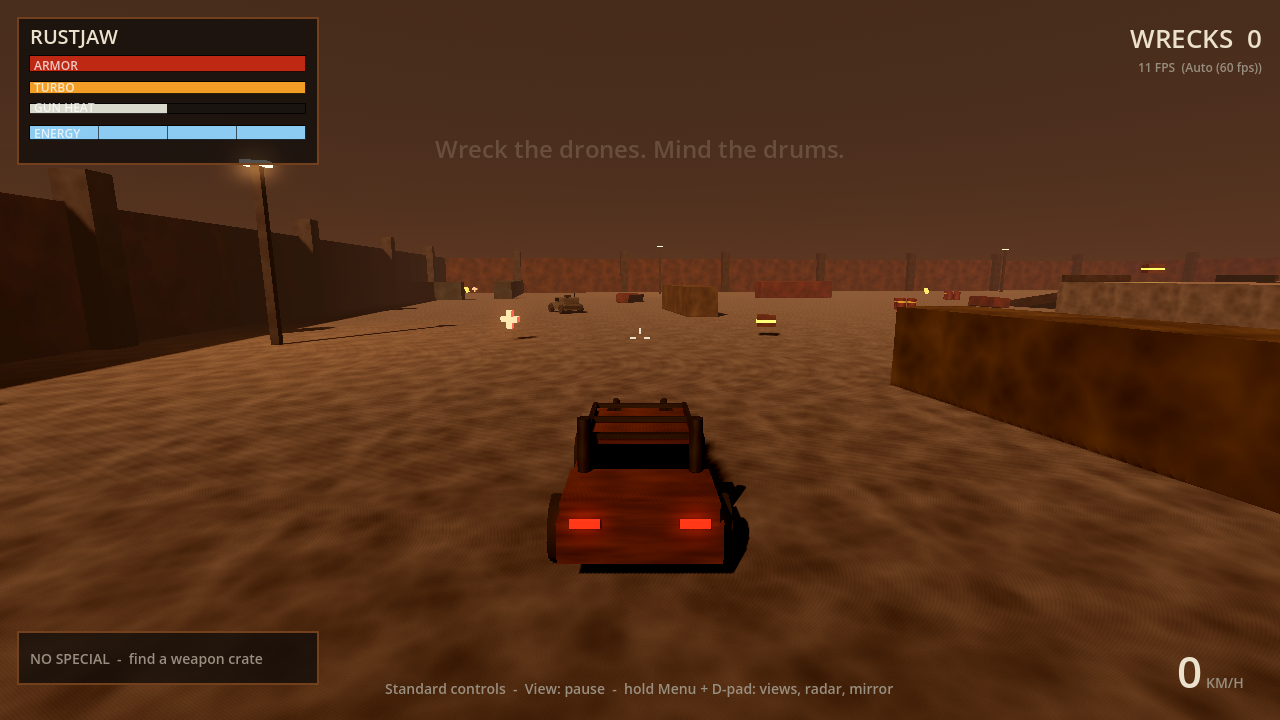 RUSTJAW
ARMOR
TURBO
GUN HEAT
ENERGY
WRECKS 0
11 FPS (Auto (60 fps))
Wreck the drones. Mind the drums.
NO SPECIAL - find a weapon crate
Standard controls - View: pause - hold Menu + D-pad: views, radar, mirror
0 KM/H